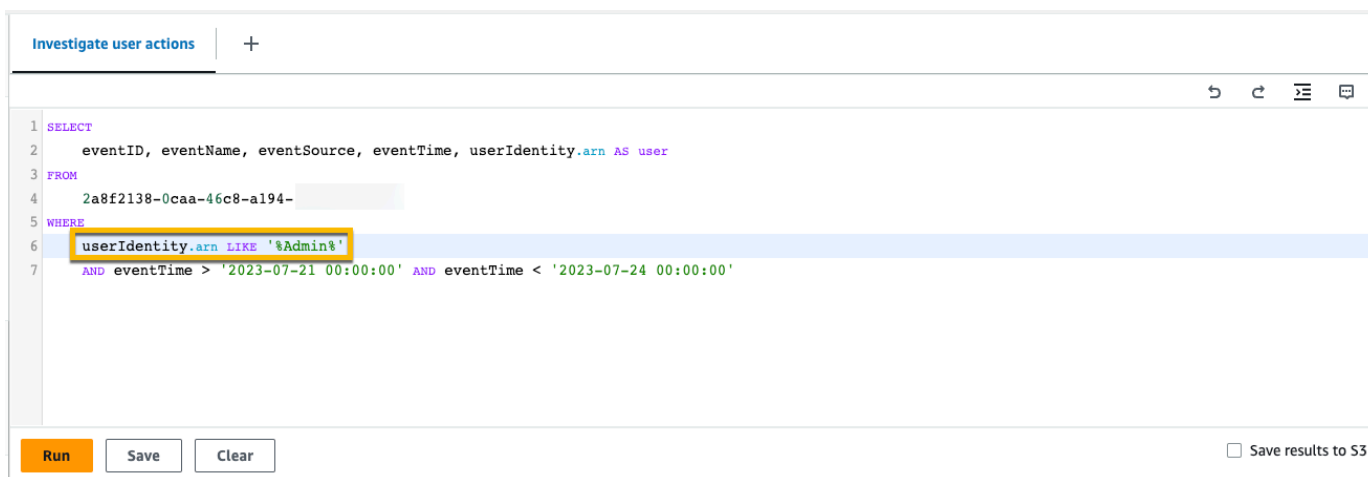 Investigate user actions +
1 SELECT
2 eventID, eventName, eventSource, eventTime, userIdentity.arn AS user
3 FROM
4 2a8f2138-0caa-46c8-a194-
5 WHERE
6 userIdentity.arn LIKE '%Admin%'
7 AND eventTime > '2023-07-21 00:00:00' AND eventTime < '2023-07-24 00:00:00'
Run Save Clear Save results to S3